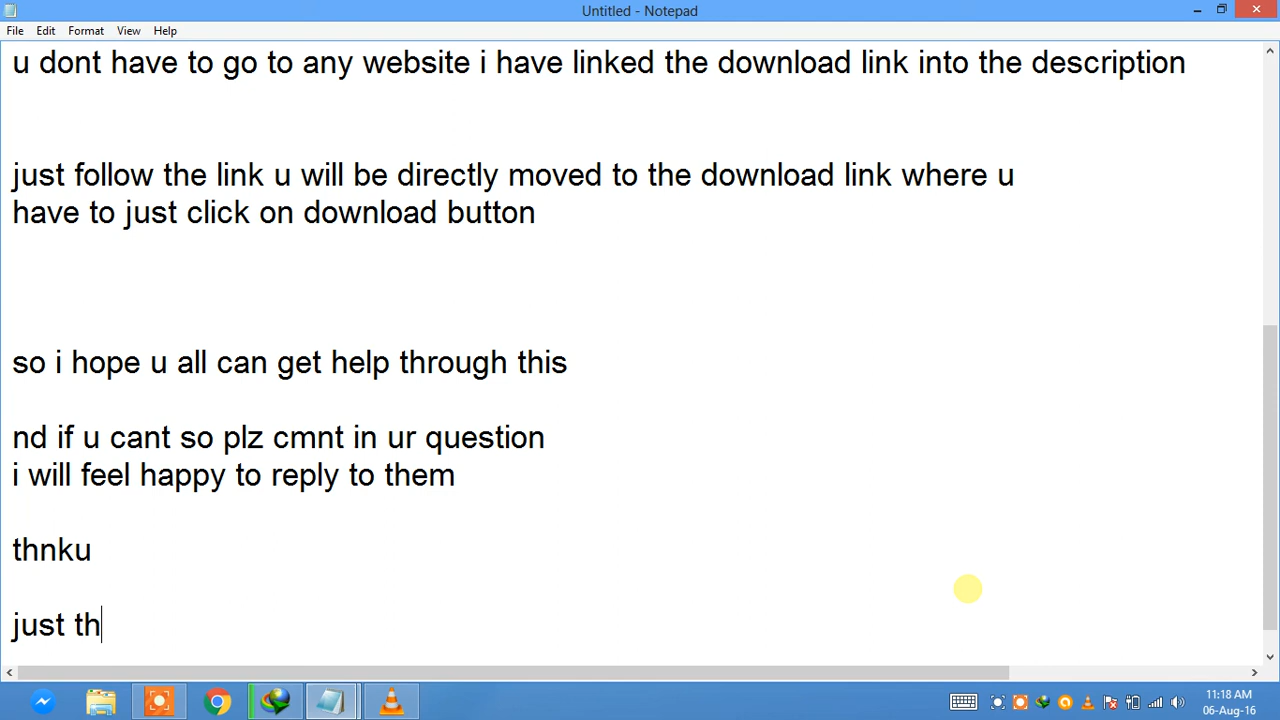 Untitled - Notepad
File Edit Format View Help
u dont have to go to any website i have linked the download link into the description
just follow the link u will be directly moved to the download link where u
have to just click on download button
so i hope u all can get help through this
nd if u cant so plz cmnt in ur question
i will feel happy to reply to them
thnku
just th
11:18 AM
06-Aug-16